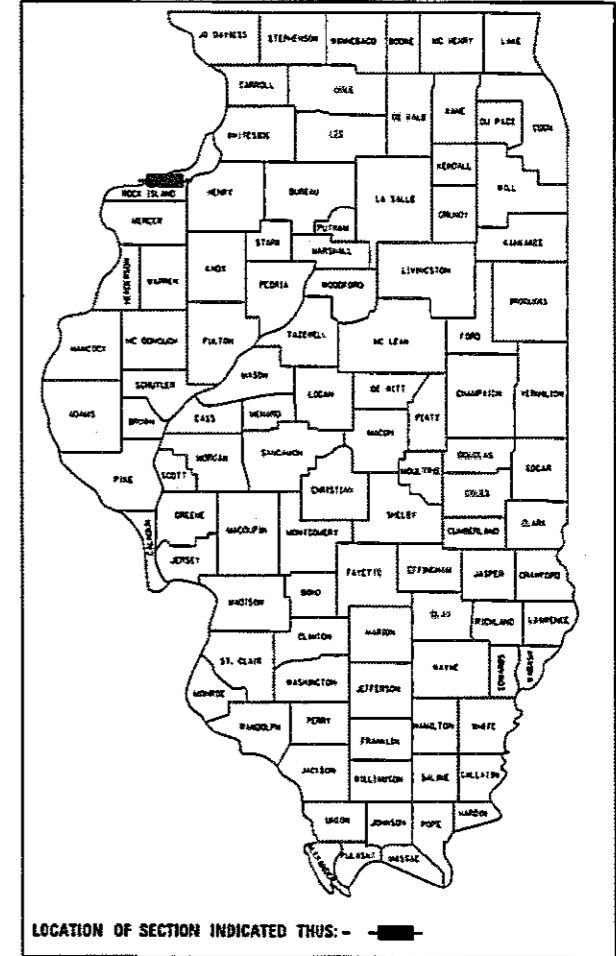 JO DAVIESS STEPHENSON WINNEBAGO BOONE MC HENRY LAKE
CARROLL OGLE DE KALB KANE DU PAGE COOK
WHITESIDE LEE KENDALL WILL
ROCK ISLAND HENRY BUREAU LA SALLE GRUNDY
MERCER PUTNAM KANKAKEE
STARK MARSHALL LIVINGSTON
HENDERSON WARREN KNOX PEORIA WOODFORD IROQUOIS
HANCOCK MC DONOUGH FULTON TAZEWELL MC LEAN FORD
SCHUYLER MASON LOGAN DE WITT CHAMPAIGN VERMILION
ADAMS BROWN CASS MENARD MACON PIATT
PIKE SCOTT MORGAN SANGAMON MOULTRIE DOUGLAS EDGAR
CHRISTIAN COLES
CALHOUN GREENE MACOUPIN MONTGOMERY SHELBY CUMBERLAND CLARK
JERSEY FAYETTE EFFINGHAM JASPER CRAWFORD
MADISON BOND CLAY RICHLAND LAWRENCE
CLINTON MARION
ST. CLAIR WAYNE EDWARDS WABASH
MONROE WASHINGTON JEFFERSON
RANDOLPH PERRY HAMILTON WHITE
FRANKLIN
JACKSON WILLIAMSON SALINE GALLATIN
UNION JOHNSON POPE HARDIN
ALEXANDER PULASKI MASSAC
LOCATION OF SECTION INDICATED THUS: -